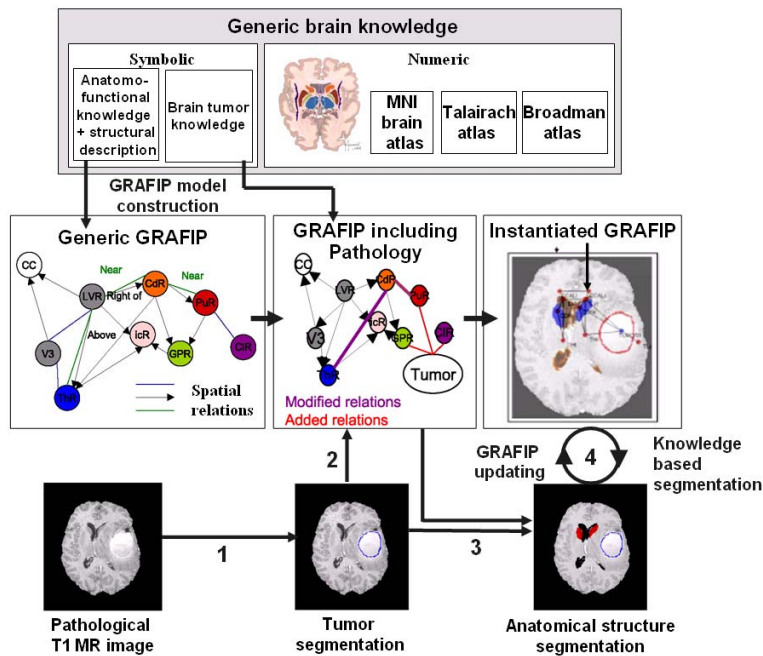 Generic brain knowledge
Symbolic
Numeric
Anatomo-
functional
knowledge
+ structural
description
Brain tumor
knowledge
MNI
brain
atlas
Talairach
atlas
Broadman
atlas
GRAFIP model
construction
Generic GRAFIP
CC
Near
CdR
Near
LVR
Right of
PuR
Above
icR
V3
GPR
ClR
ThR
Spatial
relations
GRAFIP including
Pathology
CC
CdR
LVR
PuR
icR
V3
GPR
ClR
ThR
Tumor
Modified relations
Added relations
Instantiated GRAFIP
2
GRAFIP
updating
4
Knowledge
based
segmentation
1
3
Pathological
T1 MR image
Tumor
segmentation
Anatomical structure
segmentation